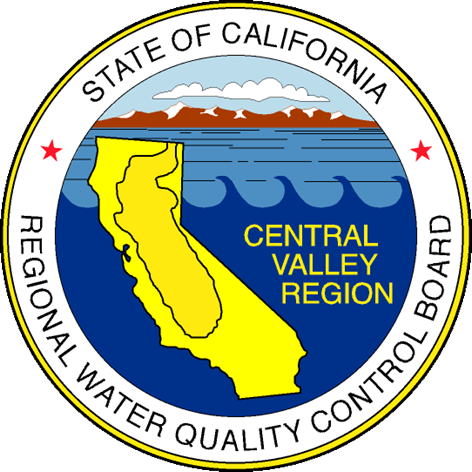 STATE OF CALIFORNIA
CENTRAL
VALLEY
REGION
REGIONAL WATER QUALITY CONTROL BOARD